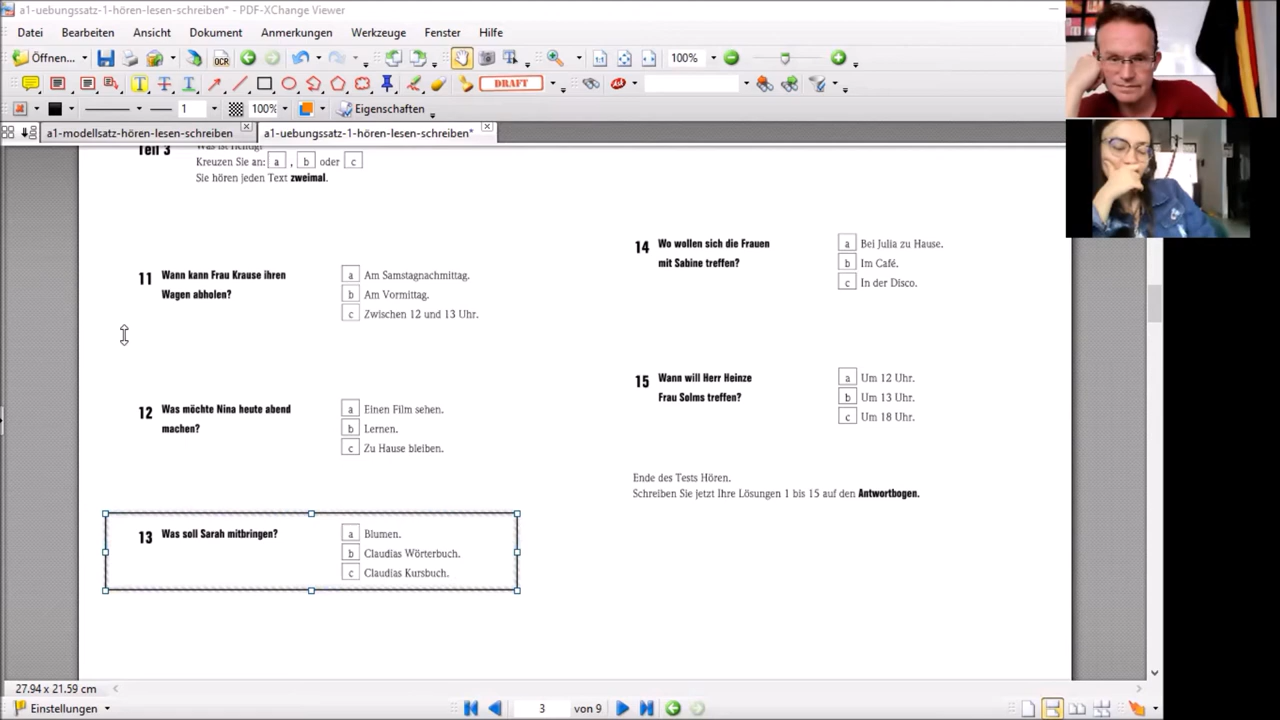 a1-uebungssatz-1-hören-lesen-schreiben* - PDF-XChange Viewer
Datei Bearbeiten Ansicht Dokument Anmerkungen Werkzeuge Fenster Hilfe
Öffnen... OCR 100%
DRAFT
1 100% Eigenschaften
a1-modellsatz-hören-lesen-schreiben a1-uebungssatz-1-hören-lesen-schreiben*
Teil 3 Was ist richtig?
Kreuzen Sie an: a , b oder c
Sie hören jeden Text zweimal.
11 Wann kann Frau Krause ihren Wagen abholen?
a Am Samstagnachmittag.
b Am Vormittag.
c Zwischen 12 und 13 Uhr.
12 Was möchte Nina heute abend machen?
a Einen Film sehen.
b Lernen.
c Zu Hause bleiben.
13 Was soll Sarah mitbringen?
a Blumen.
b Claudias Wörterbuch.
c Claudias Kursbuch.
14 Wo wollen sich die Frauen mit Sabine treffen?
a Bei Julia zu Hause.
b Im Café.
c In der Disco.
15 Wann will Herr Heinze Frau Solms treffen?
a Um 12 Uhr.
b Um 13 Uhr.
c Um 18 Uhr.
Ende des Tests Hören.
Schreiben Sie jetzt Ihre Lösungen 1 bis 15 auf den Antwortbogen.
27.94 x 21.59 cm
Einstellungen 3 von 9